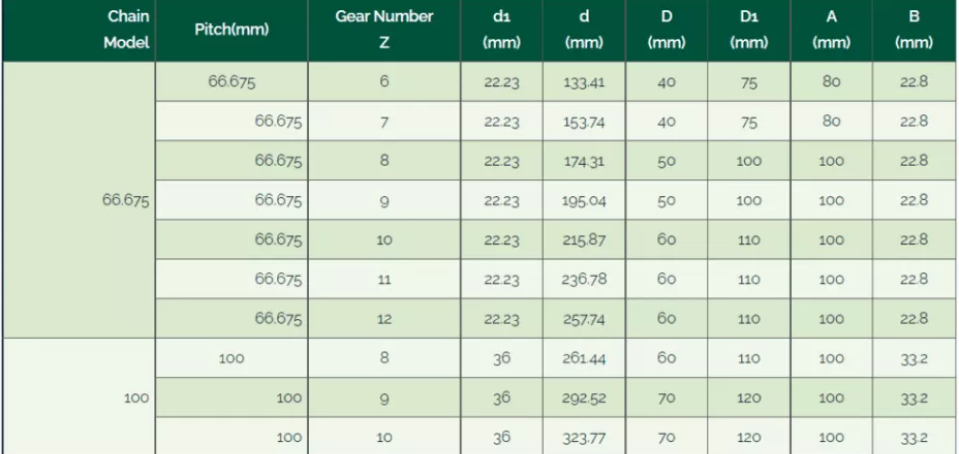 Chain Model Pitch(mm) Gear Number Z d1 (mm) d (mm) D (mm) D1 (mm) A (mm) B (mm)
66.675 66.675 6 22.23 133.41 40 75 80 22.8
66.675 7 22.23 153.74 40 75 80 22.8
66.675 8 22.23 174.31 50 100 100 22.8
66.675 9 22.23 195.04 50 100 100 22.8
66.675 10 22.23 215.87 60 110 100 22.8
66.675 11 22.23 236.78 60 110 100 22.8
66.675 12 22.23 257.74 60 110 100 22.8
100 100 8 36 261.44 60 110 100 33.2
100 9 36 292.52 70 120 100 33.2
100 10 36 323.77 70 120 100 33.2